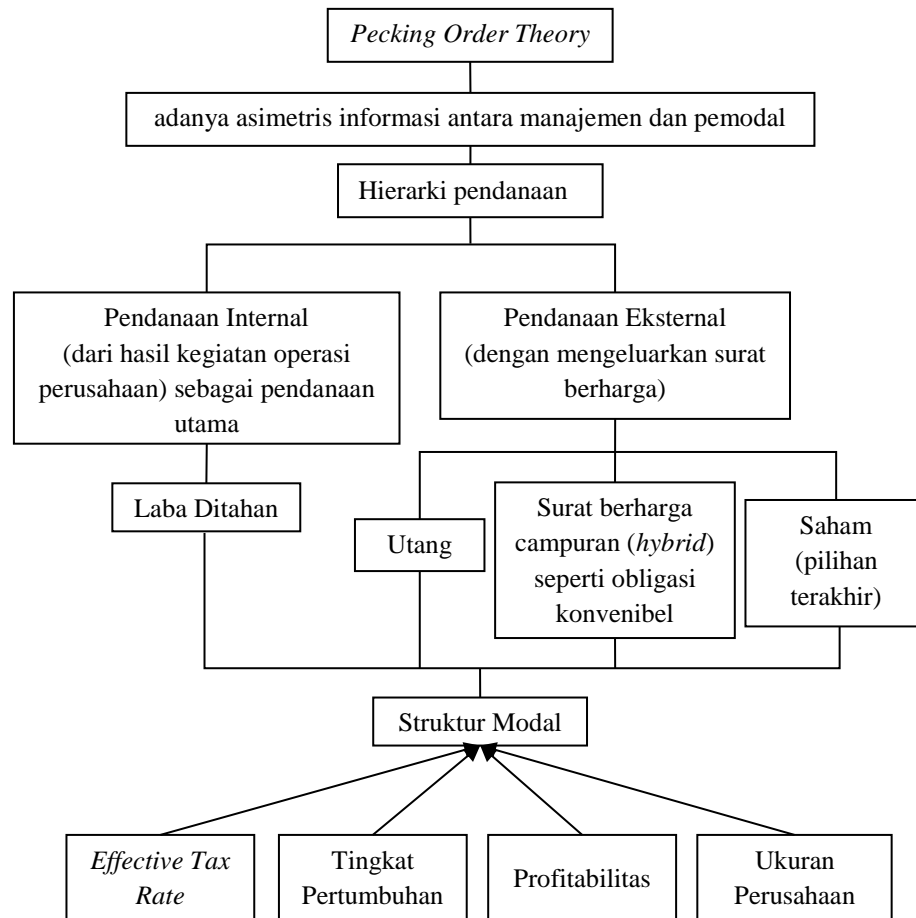 Pecking Order Theory
adanya asimetris informasi antara manajemen dan pemodal
Hierarki pendanaan
Pendanaan Internal
(dari hasil kegiatan operasi
perusahaan) sebagai pendanaan
utama
Pendanaan Eksternal
(dengan mengeluarkan surat
berharga)
Laba Ditahan
Utang
Surat berharga
campuran (hybrid)
seperti obligasi
konvenibel
Saham
(pilihan
terakhir)
Struktur Modal
Effective Tax
Rate
Tingkat
Pertumbuhan
Profitabilitas
Ukuran
Perusahaan